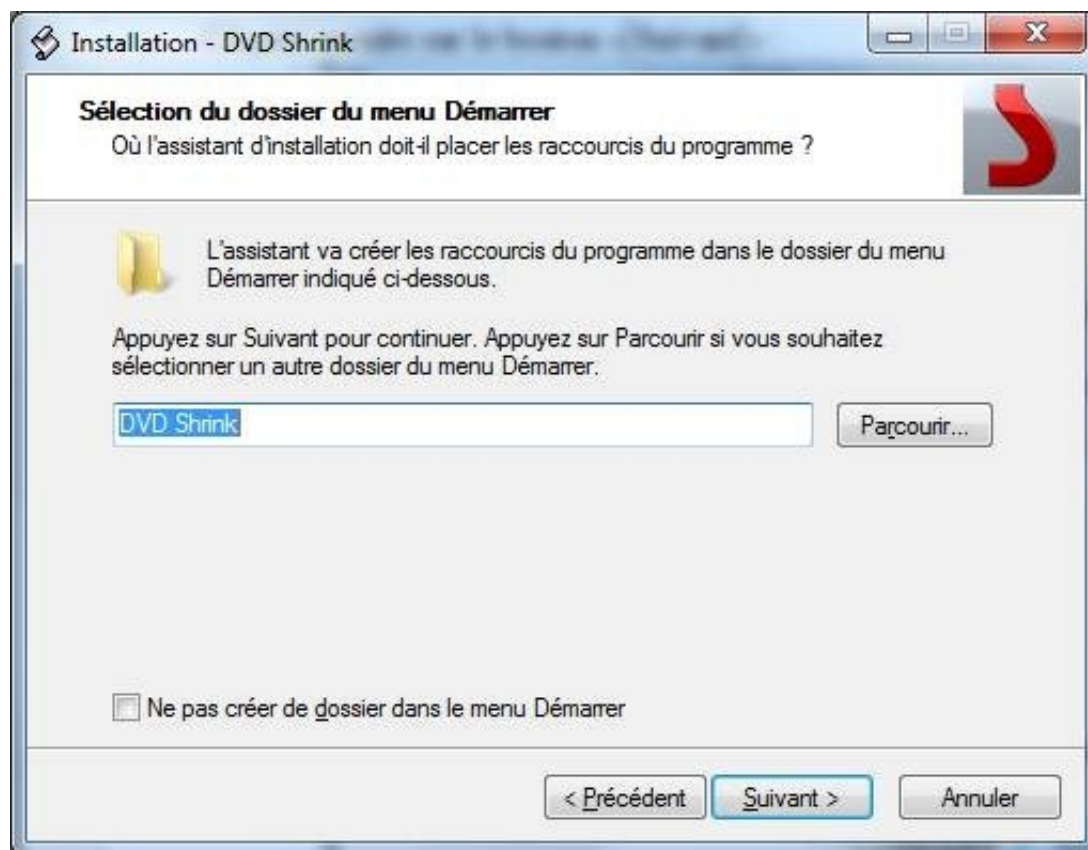 Installation - DVD Shrink
Sélection du dossier du menu Démarrer
Où l'assistant d'installation doit-il placer les raccourcis du programme ?
L'assistant va créer les raccourcis du programme dans le dossier du menu
Démarrer indiqué ci-dessous.
Appuyez sur Suivant pour continuer. Appuyez sur Parcourir si vous souhaitez
sélectionner un autre dossier du menu Démarrer.
DVD Shrink
Parcourir...
Ne pas créer de dossier dans le menu Démarrer
< Précédent
Suivant >
Annuler